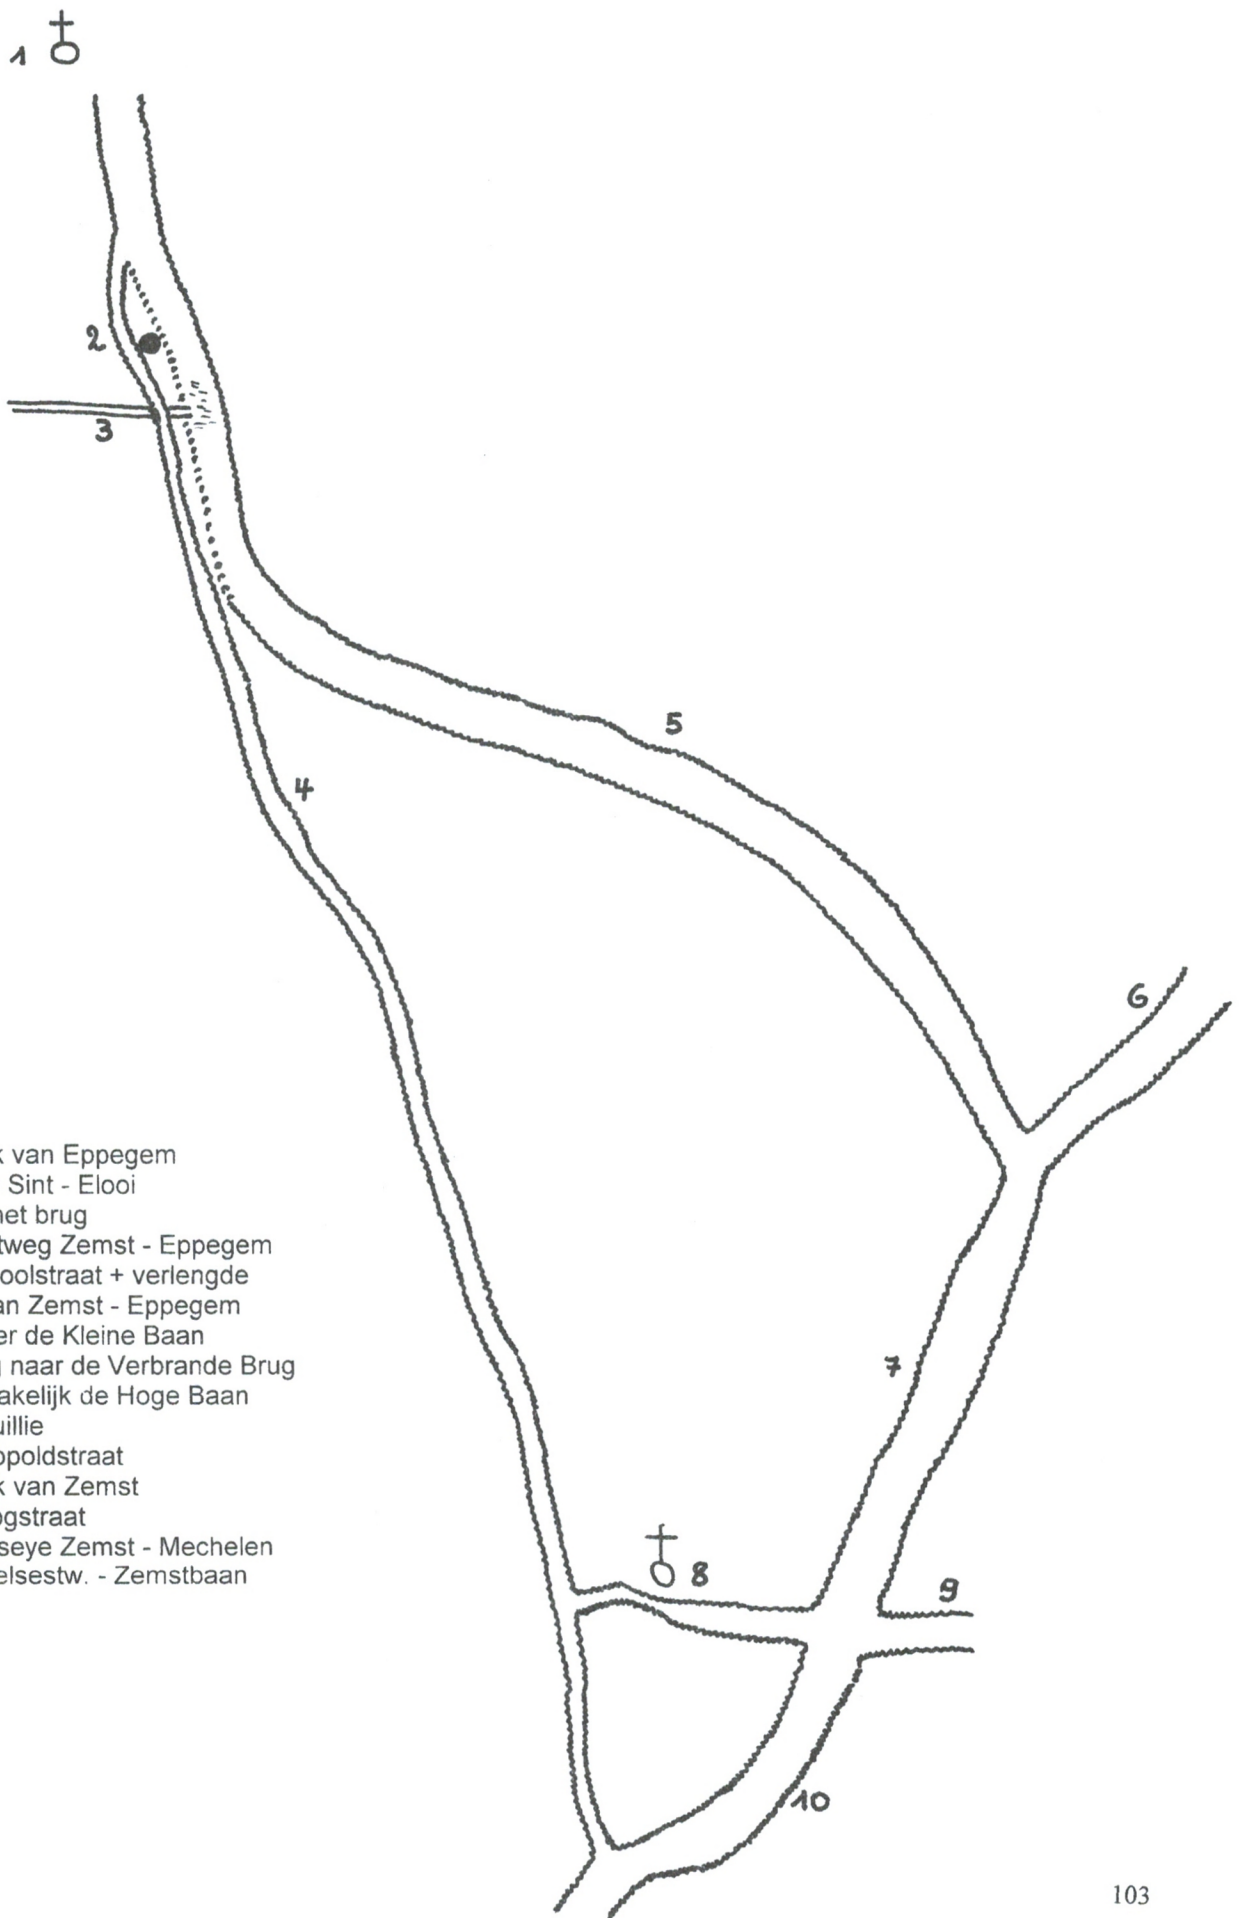 1
2
3
4
5
6
7
8
9
10
k van Eppegem
Sint - Elooi
net brug
tweg Zemst - Eppegem
oolstraat + verlengde
an Zemst - Eppegem
er de Kleine Baan
g naar de Verbrande Brug
akelijk de Hoge Baan
uillie
opoldstraat
k van Zemst
ogstraat
seye Zemst - Mechelen
elsestw. - Zemstbaan
103